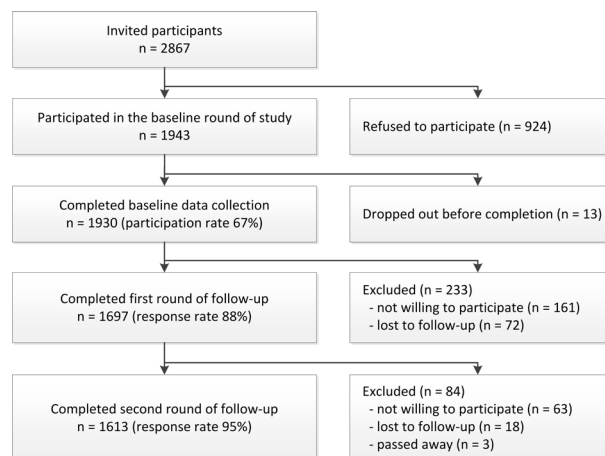 Invited participants
n = 2867
Participated in the baseline round of study
n = 1943
Refused to participate (n = 924)
Completed baseline data collection
n = 1930 (participation rate 67%)
Dropped out before completion (n = 13)
Completed first round of follow-up
n = 1697 (response rate 88%)
Excluded (n = 233)
- not willing to participate (n = 161)
- lost to follow-up (n = 72)
Completed second round of follow-up
n = 1613 (response rate 95%)
Excluded (n = 84)
- not willing to participate (n = 63)
- lost to follow-up (n = 18)
- passed away (n = 3)